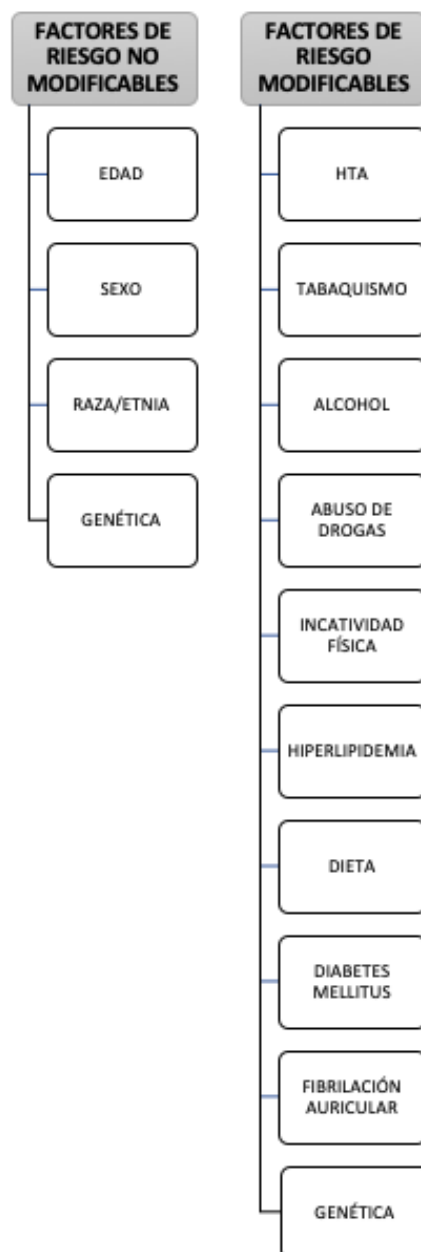 FACTORES DE
RIESGO NO
MODIFICABLES
EDAD
SEXO
RAZA/ETNIA
GENÉTICA
FACTORES DE
RIESGO
MODIFICABLES
HTA
TABAQUISMO
ALCOHOL
ABUSO DE
DROGAS
INCATIVIDAD
FÍSICA
HIPERLIPIDEMIA
DIETA
DIABETES
MELLITUS
FIBRILACIÓN
AURICULAR
GENÉTICA